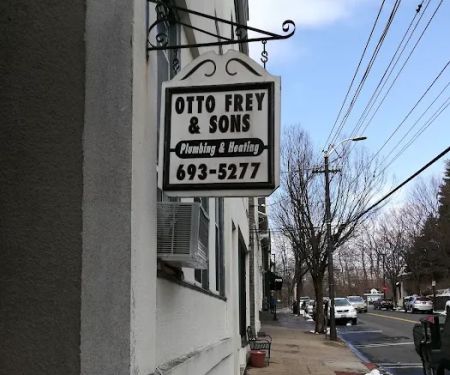 OTTO FREY
& SONS
Plumbing & Heating
693-5277